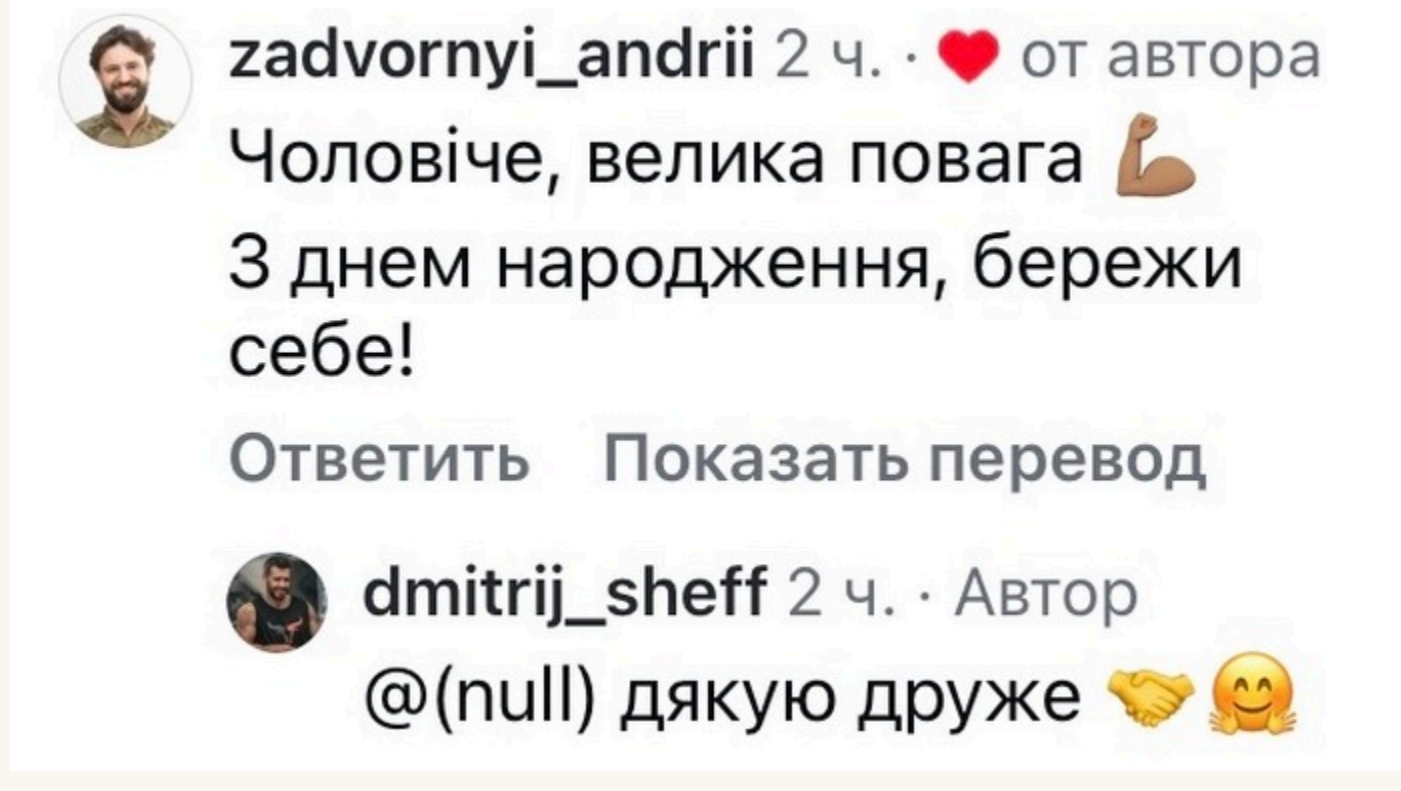 zadvornyi_andrii 2 ч. · ❤️ от автора
Чоловіче, велика повага 💪🏽
З днем народження, бережи
себе!
Ответить Показать перевод
dmitrij_sheff 2 ч. · Автор
@(null) дякую друже 🤝🤗